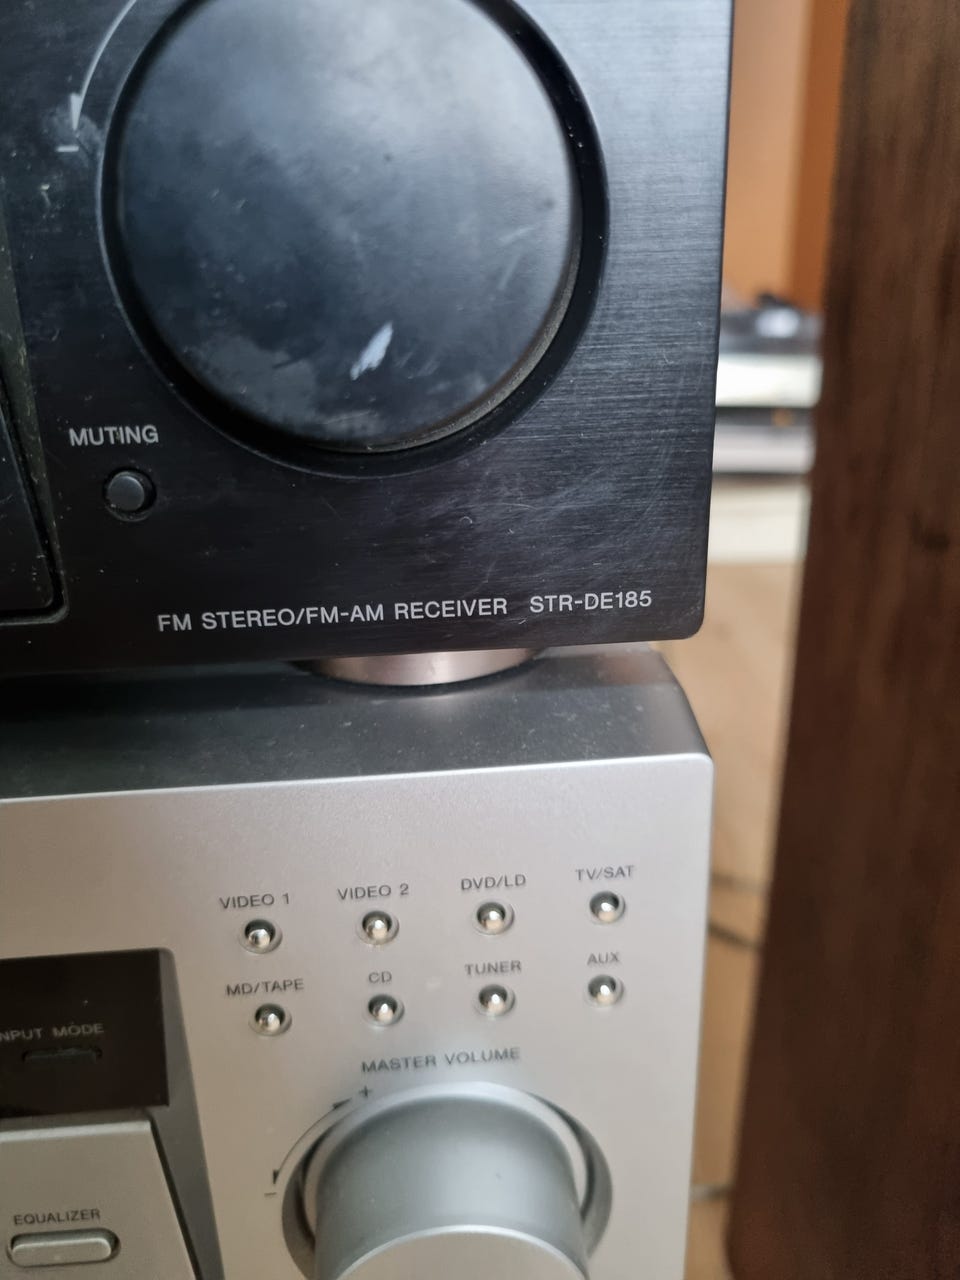 MUTING
FM STEREO/FM-AM RECEIVER STR-DE185
VIDEO 1 VIDEO 2 DVD/LD TV/SAT
MD/TAPE CD TUNER AUX
INPUT MODE
MASTER VOLUME
EQUALIZER